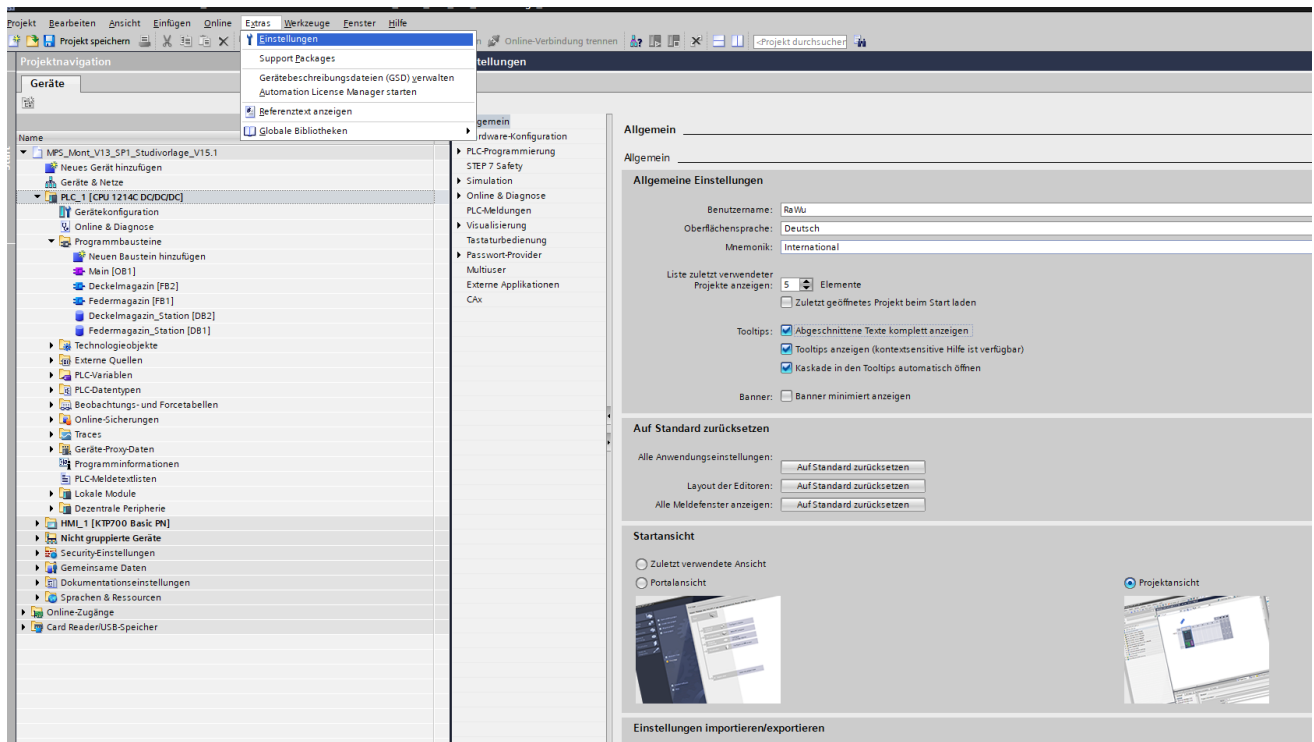 Projekt Bearbeiten Ansicht Einfügen Online Extras Werkzeuge Fenster Hilfe
Projekt speichern
Online-Verbindung trennen
<Projekt durchsuchen
Einstellungen
Support Packages
Gerätebeschreibungsdateien (GSD) verwalten
Automation License Manager starten
Referenztext anzeigen
Globale Bibliotheken
Projektnavigation
Geräte
Name
MPS_Mont_V13_SP1_Studivorlage_V15.1
Neues Gerät hinzufügen
Geräte & Netze
PLC_1 [CPU 1214C DC/DC/DC]
Gerätekonfiguration
Online & Diagnose
Programmbausteine
Neuen Baustein hinzufügen
Main [OB1]
Deckelmagazin [FB2]
Federmagazin [FB1]
Deckelmagazin_Station [DB2]
Federmagazin_Station [DB1]
Technologieobjekte
Externe Quellen
PLC-Variablen
PLC-Datentypen
Beobachtungs- und Forcetabellen
Online-Sicherungen
Traces
Geräte-Proxy-Daten
Programminformationen
PLC-Meldetextlisten
Lokale Module
Dezentrale Peripherie
HMI_1 [KTP700 Basic PN]
Nicht gruppierte Geräte
Security-Einstellungen
Gemeinsame Daten
Dokumentationseinstellungen
Sprachen & Ressourcen
Online-Zugänge
Card Reader/USB-Speicher
tellungen
gemein
rdware-Konfiguration
PLC-Programmierung
STEP 7 Safety
Simulation
Online & Diagnose
PLC-Meldungen
Visualisierung
Tastaturbedienung
Passwort-Provider
Multiuser
Externe Applikationen
CAx
Allgemein
Allgemein
Allgemeine Einstellungen
Benutzername: RaWu
Oberflächensprache: Deutsch
Mnemonik: International
Liste zuletzt verwendeter
Projekte anzeigen: 5 Elemente
Zuletzt geöffnetes Projekt beim Start laden
Tooltips: Abgeschnittene Texte komplett anzeigen
Tooltips anzeigen (kontextsensitive Hilfe ist verfügbar)
Kaskade in den Tooltips automatisch öffnen
Banner: Banner minimiert anzeigen
Auf Standard zurücksetzen
Alle Anwendungseinstellungen: Auf Standard zurücksetzen
Layout der Editoren: Auf Standard zurücksetzen
Alle Meldefenster anzeigen: Auf Standard zurücksetzen
Startansicht
Zuletzt verwendete Ansicht
Portalansicht
Projektansicht
Einstellungen importieren/exportieren